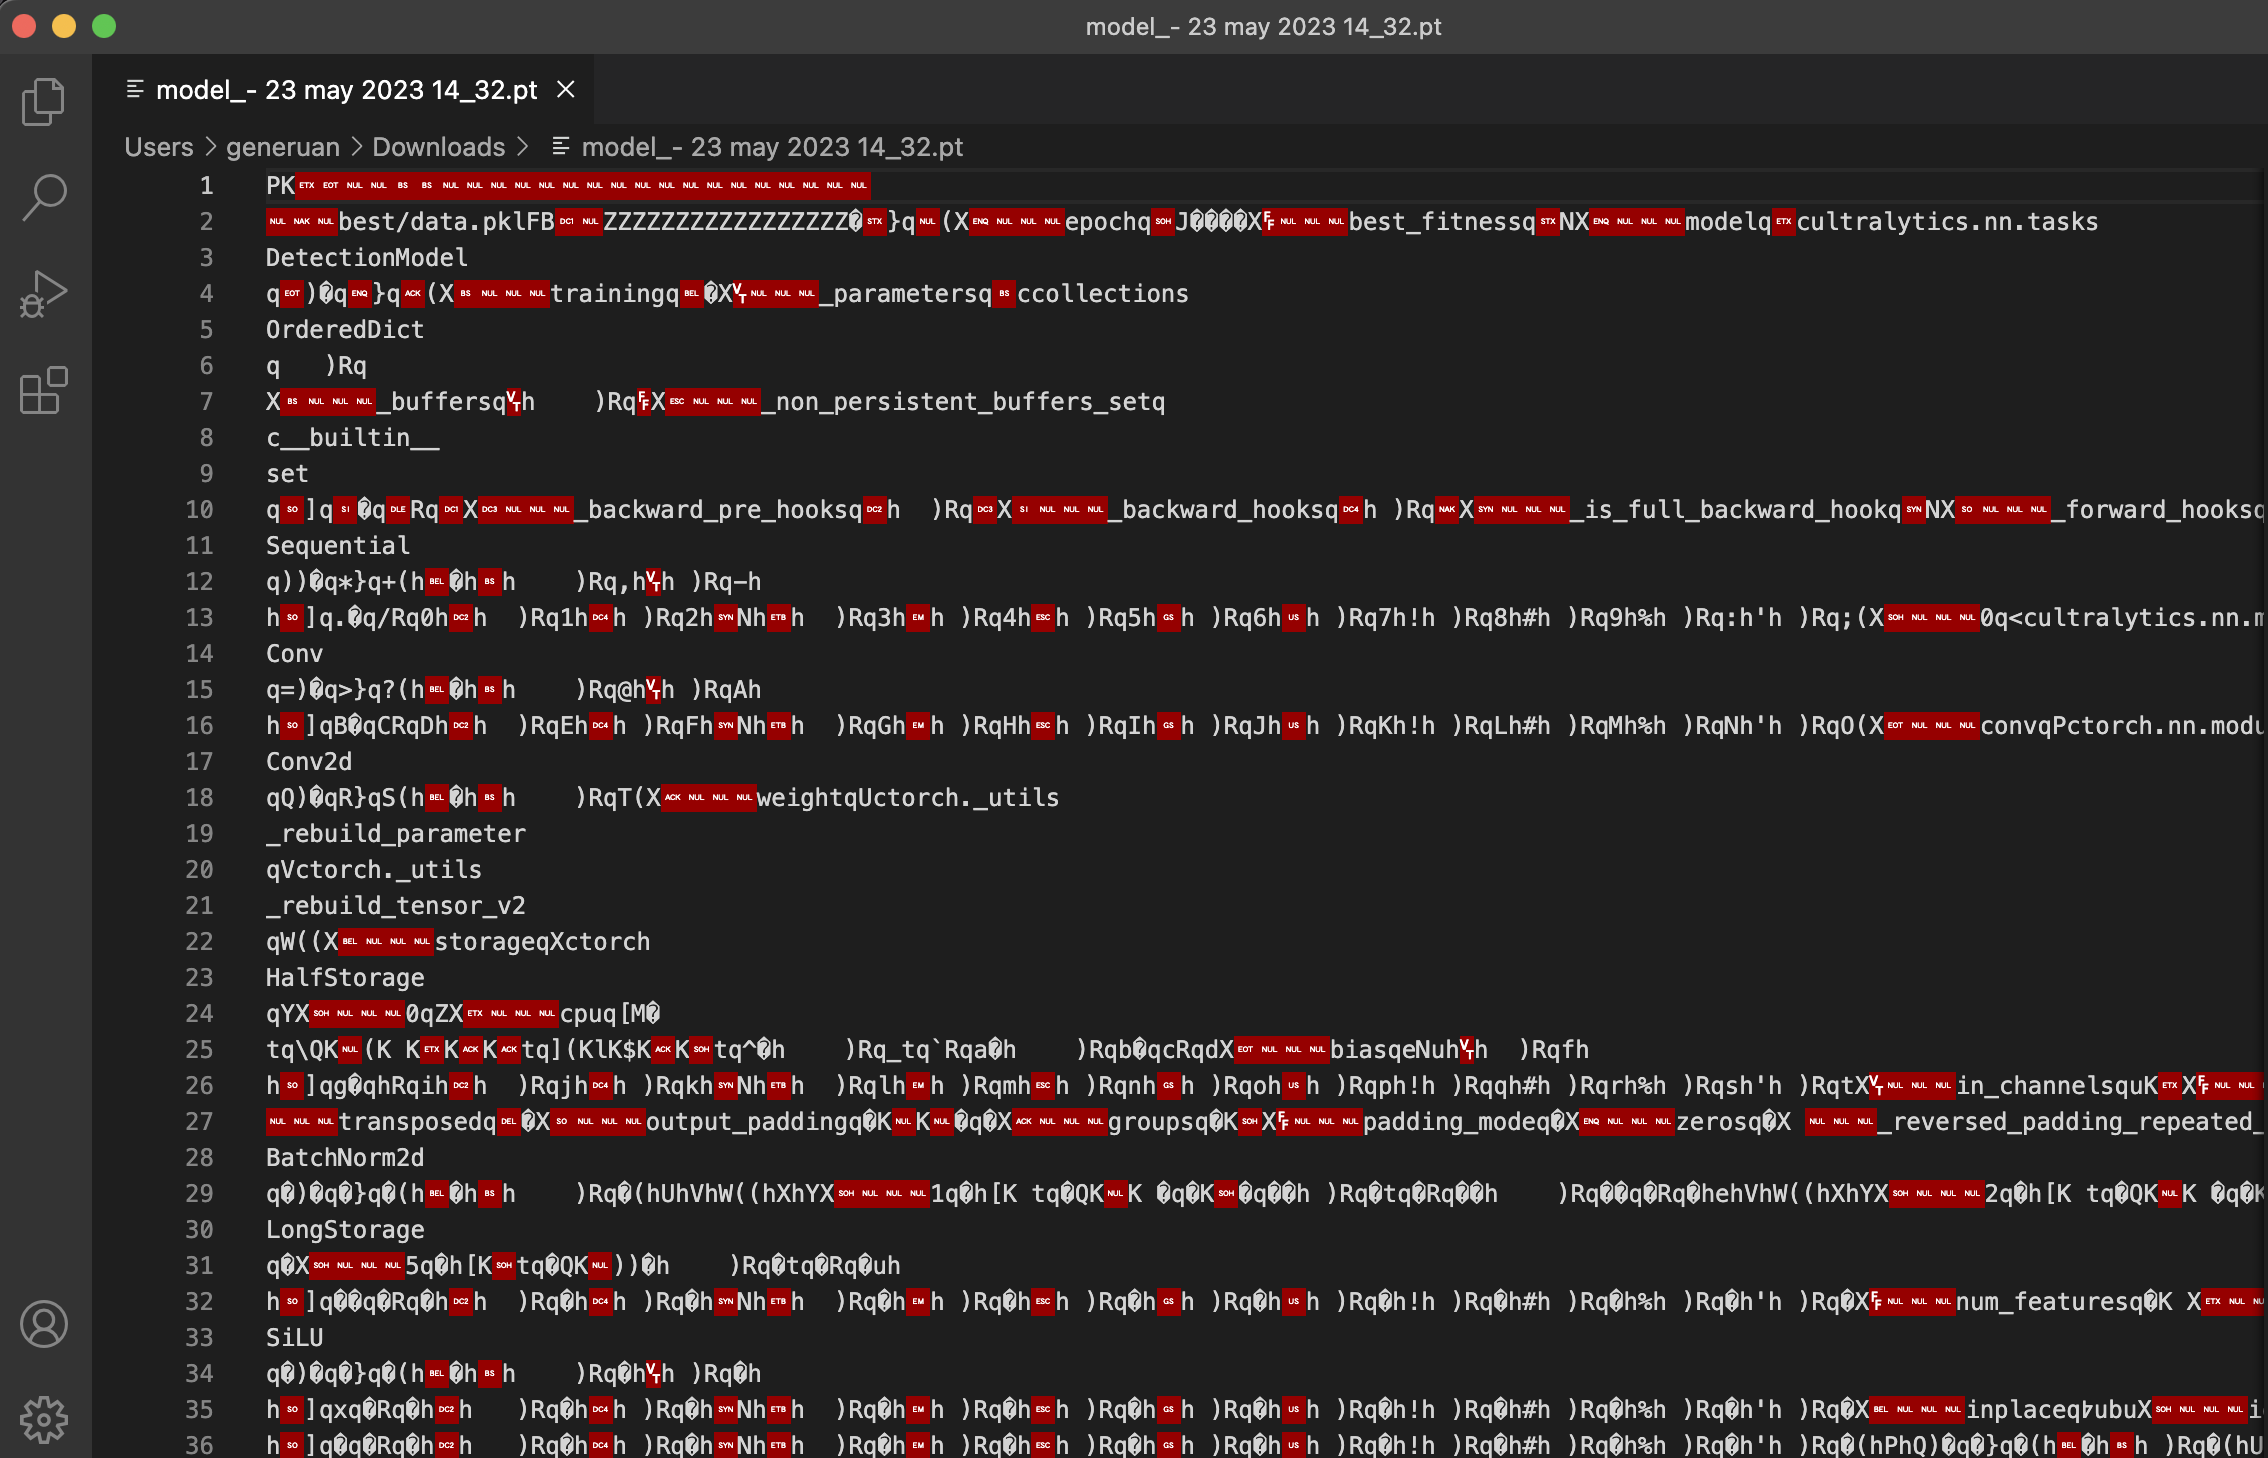 model_- 23 may 2023 14_32.pt
model_- 23 may 2023 14_32.pt
Users > generuan > Downloads > model_- 23 may 2023 14_32.pt
1 PK ETX EOT NUL NUL BS BS NUL NUL NUL NUL NUL NUL NUL NUL NUL NUL NUL NUL NUL NUL NUL NUL NUL NUL
2 NUL NAK NUL best/data.pklFB DC1 NUL ZZZZZZZZZZZZZZZZZ� STX }q NUL (X ENQ NUL NUL NUL epochq SOH J����X FF NUL NUL NUL best_fitnessq STX NX ENQ NUL NUL NUL modelq ETX cultralytics.nn.tasks
3 DetectionModel
4 q EOT )�q ENQ }q ACK (X BS NUL NUL NUL trainingq BEL �X VT NUL NUL NUL _parametersq BS ccollections
5 OrderedDict
6 q )Rq
7 X BS NUL NUL NUL _buffersq VT h )Rq FF X ESC NUL NUL NUL _non_persistent_buffers_setq
8 c__builtin__
9 set
10 q SO ]q SI �q DLE Rq DC1 X DC3 NUL NUL NUL _backward_pre_hooksq DC2 h )Rq DC3 X SI NUL NUL NUL _backward_hooksq DC4 h )Rq NAK X SYN NUL NUL NUL _is_full_backward_hookq SYN NX SO NUL NUL NUL _forward_hooksq
11 Sequential
12 q))�q*}q+(h BEL �h BS h )Rq,h VT h )Rq-h
13 h SO ]q.�q/Rq0h DC2 h )Rq1h DC4 h )Rq2h SYN Nh ETB h )Rq3h EM h )Rq4h ESC h )Rq5h GS h )Rq6h US h )Rq7h!h )Rq8h#h )Rq9h%h )Rq:h'h )Rq;(X SOH NUL NUL NUL 0q<cultralytics.nn.m
14 Conv
15 q=)�q>}q?(h BEL �h BS h )Rq@h VT h )RqAh
16 h SO ]qB�qCRqDh DC2 h )RqEh DC4 h )RqFh SYN Nh ETB h )RqGh EM h )RqHh ESC h )RqIh GS h )RqJh US h )RqKh!h )RqLh#h )RqMh%h )RqNh'h )RqO(X EOT NUL NUL NUL convqPctorch.nn.modu
17 Conv2d
18 qQ)�qR}qS(h BEL �h BS h )RqT(X ACK NUL NUL NUL weightqUctorch._utils
19 _rebuild_parameter
20 qVctorch._utils
21 _rebuild_tensor_v2
22 qW((X BEL NUL NUL NUL storageqXctorch
23 HalfStorage
24 qYX SOH NUL NUL NUL 0qZX ETX NUL NUL NUL cpuq[M�
25 tq\QK NUL (K K ETX K ACK K ACK tq](KlK$K ACK K SOH tq^�h )Rq_tq`Rqa�h )Rqb�qcRqdX EOT NUL NUL NUL biasqeNuh VT h )Rqfh
26 h SO ]qg�qhRqih DC2 h )Rqjh DC4 h )Rqkh SYN Nh ETB h )Rqlh EM h )Rqmh ESC h )Rqnh GS h )Rqoh US h )Rqph!h )Rqqh#h )Rqrh%h )Rqsh'h )RqtX VT NUL NUL NUL in_channelsquK ETX X FF NUL NUL
27 NUL NUL NUL transposedq DEL �X SO NUL NUL NUL output_paddingq�K NUL K NUL �q�X ACK NUL NUL NUL groupsq�K SOH X FF NUL NUL NUL padding_modeq�X ENQ NUL NUL NUL zerosq�X NUL NUL NUL _reversed_padding_repeated_
28 BatchNorm2d
29 q�)�q�}q�(h BEL �h BS h )Rq�(hUhVhW((hXhYX SOH NUL NUL NUL 1q�h[K tq�QK NUL K �q�K SOH �q��h )Rq�tq�Rq��h )Rq��q�Rq�hehVhW((hXhYX SOH NUL NUL NUL 2q�h[K tq�QK NUL K �q�K
30 LongStorage
31 q�X SOH NUL NUL NUL 5q�h[K SOH tq�QK NUL ))�h )Rq�tq�Rq�uh
32 h SO ]q��q�Rq�h DC2 h )Rq�h DC4 h )Rq�h SYN Nh ETB h )Rq�h EM h )Rq�h ESC h )Rq�h GS h )Rq�h US h )Rq�h!h )Rq�h#h )Rq�h%h )Rq�h'h )Rq�X FF NUL NUL NUL num_featuresq�K X ETX NUL
33 SiLU
34 q�)�q�}q�(h BEL �h BS h )Rq�h VT h )Rq�h
35 h SO ]qxq�Rq�h DC2 h )Rq�h DC4 h )Rq�h SYN Nh ETB h )Rq�h EM h )Rq�h ESC h )Rq�h GS h )Rq�h US h )Rq�h!h )Rq�h#h )Rq�h%h )Rq�h'h )Rq�X BEL NUL NUL NUL inplaceq ubuX SOH NUL NUL NUL
36 h SO ]q�q�Rq�h DC2 h )Rq�h DC4 h )Rq�h SYN Nh ETB h )Rq�h EM h )Rq�h ESC h )Rq�h GS h )Rq�h US h )Rq�h!h )Rq�h#h )Rq�h%h )Rq�h'h )Rq�(hPhQ)�q�}q�(h BEL �h BS h )Rq�(hU